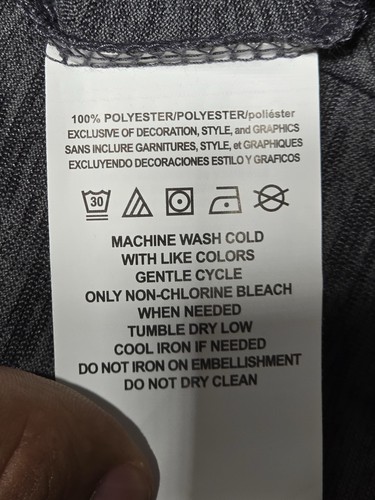 100% POLYESTER/POLYESTER/poliéster
EXCLUSIVE OF DECORATION, STYLE, and GRAPHICS
SANS INCLURE GARNITURES, STYLE, et GRAPHIQUES
EXCLUYENDO DECORACIONES ESTILO Y GRAFICOS
30
MACHINE WASH COLD
WITH LIKE COLORS
GENTLE CYCLE
ONLY NON-CHLORINE BLEACH
WHEN NEEDED
TUMBLE DRY LOW
COOL IRON IF NEEDED
DO NOT IRON ON EMBELLISHMENT
DO NOT DRY CLEAN